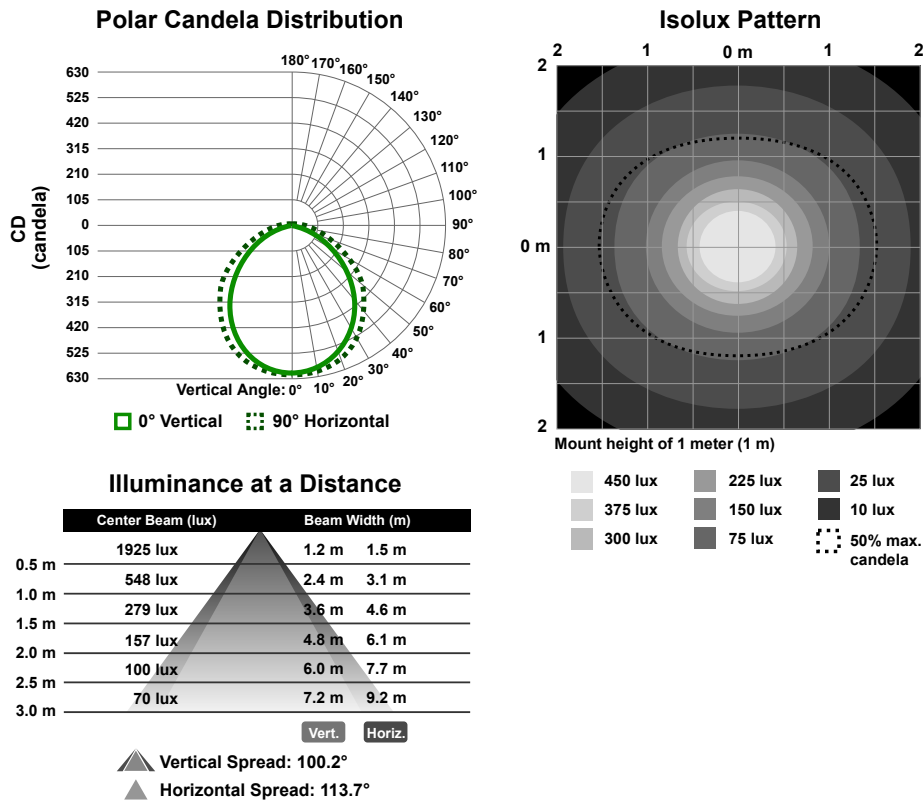 Polar Candela Distribution
180° 170° 160° 150° 140° 130° 120° 110° 100° 90° 80° 70° 60° 50° 40° 30° 20° 10°
630
525
420
315
210
105
0
105
210
315
420
525
630
CD
(candela)
Vertical Angle: 0°
0° Vertical 90° Horizontal
Isolux Pattern
2 1 0 m 1 2
2
1
0 m
1
2
Mount height of 1 meter (1 m)
450 lux 225 lux 25 lux
375 lux 150 lux 10 lux
300 lux 75 lux 50% max.
candela
Illuminance at a Distance
Center Beam (lux) Beam Width (m)
1925 lux 1.2 m 1.5 m
0.5 m
548 lux 2.4 m 3.1 m
1.0 m
279 lux 3.6 m 4.6 m
1.5 m
157 lux 4.8 m 6.1 m
2.0 m
100 lux 6.0 m 7.7 m
2.5 m
70 lux 7.2 m 9.2 m
3.0 m
Vert. Horiz.
Vertical Spread: 100.2°
Horizontal Spread: 113.7°